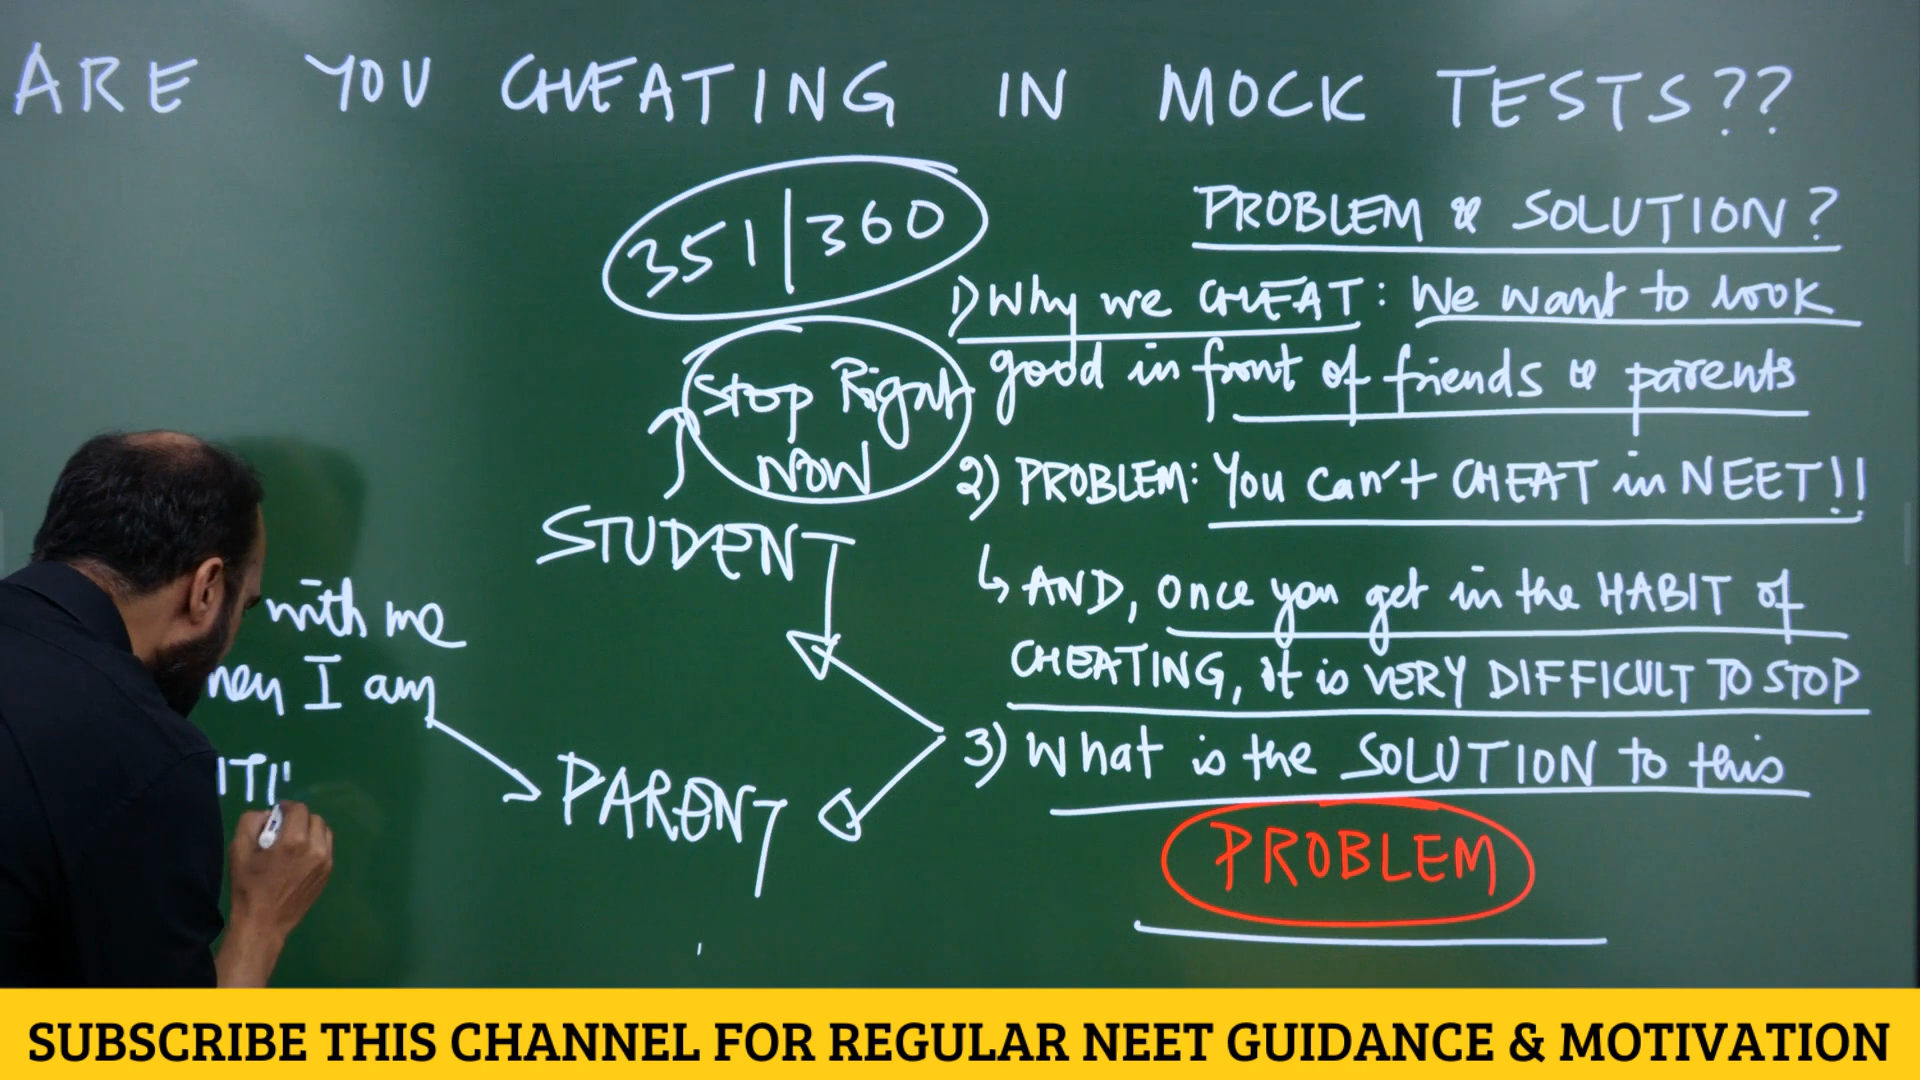 ARE YOU CHEATING IN MOCK TESTS??
351 | 360
PROBLEM & SOLUTION?
1) Why we CHEAT: We want to look
good in front of friends & parents
Stop Right
NOW
2) PROBLEM: You can't CHEAT in NEET!!
STUDENT
↳ AND, once you get in the HABIT of
CHEATING, it is VERY DIFFICULT TO STOP
with me
I am
3) What is the SOLUTION to this
PROBLEM
PARENT
SUBSCRIBE THIS CHANNEL FOR REGULAR NEET GUIDANCE & MOTIVATION